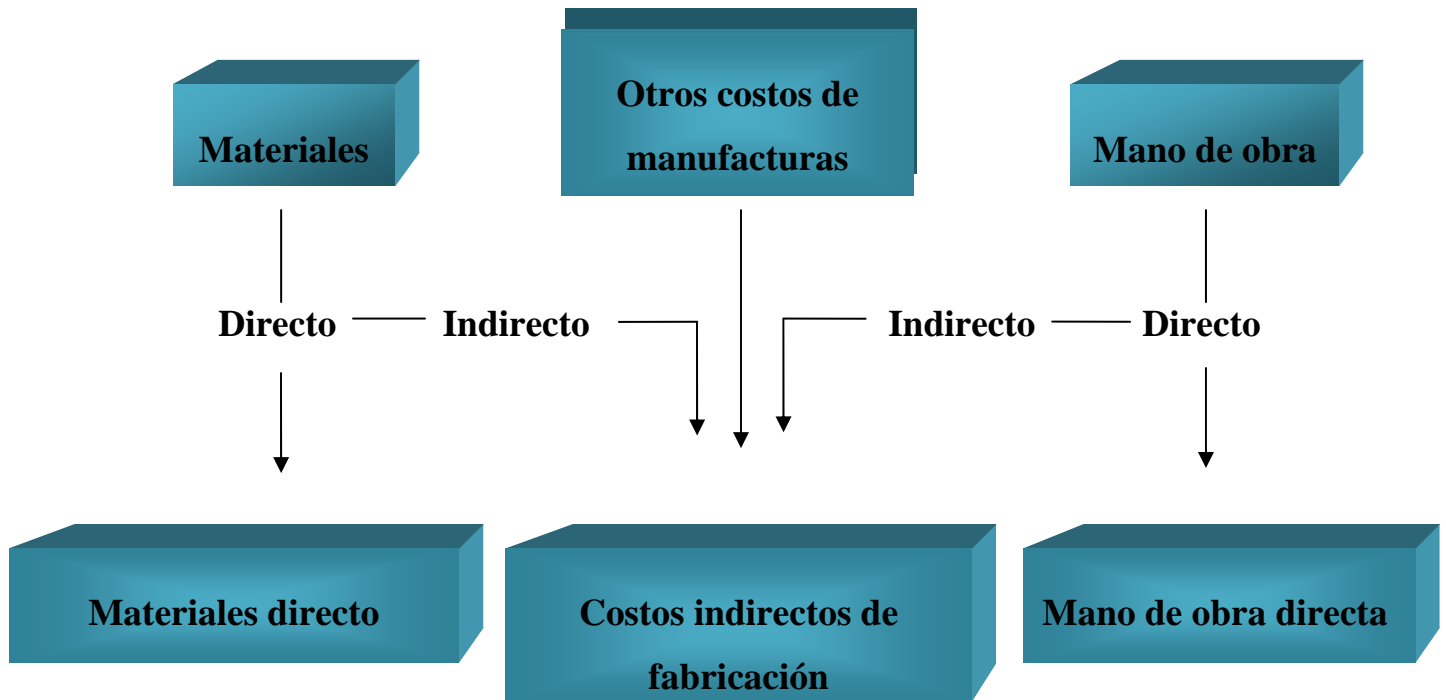 Materiales
Otros costos de
manufacturas
Mano de obra
Directo
Indirecto
Indirecto
Directo
Materiales directo
Costos indirectos de
fabricación
Mano de obra directa